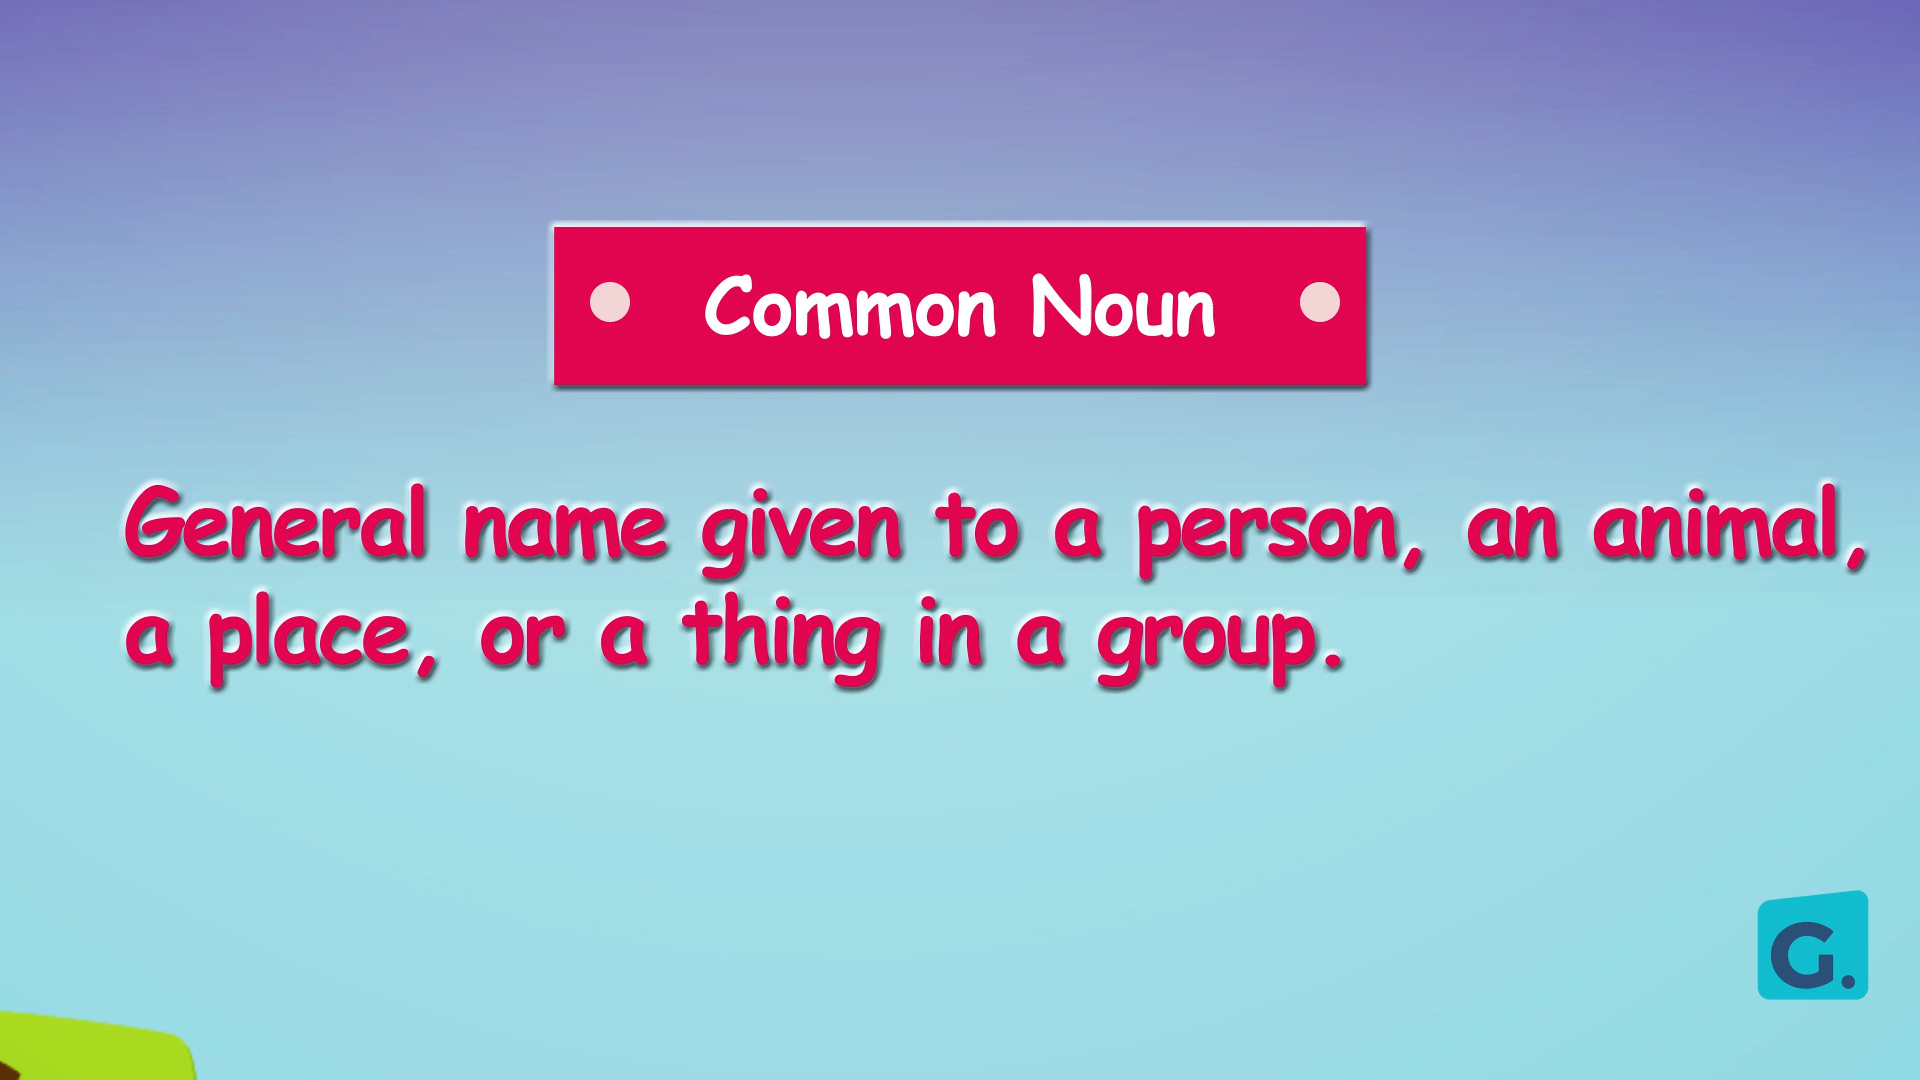 Common Noun
General name given to a person, an animal,
a place, or a thing in a group.
G.